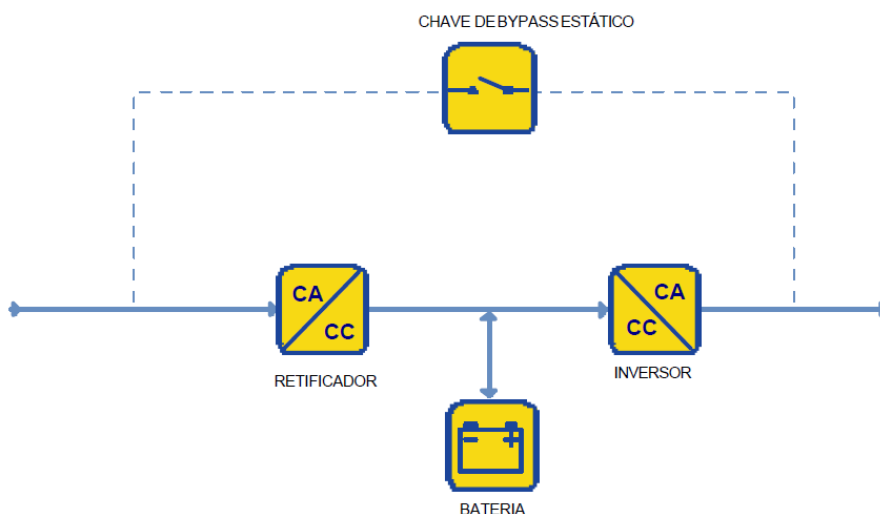 CHAVE DE BYPASS ESTÁTICO
CA
CC
CA
CC
RETIFICADOR
INVERSOR
BATERIA